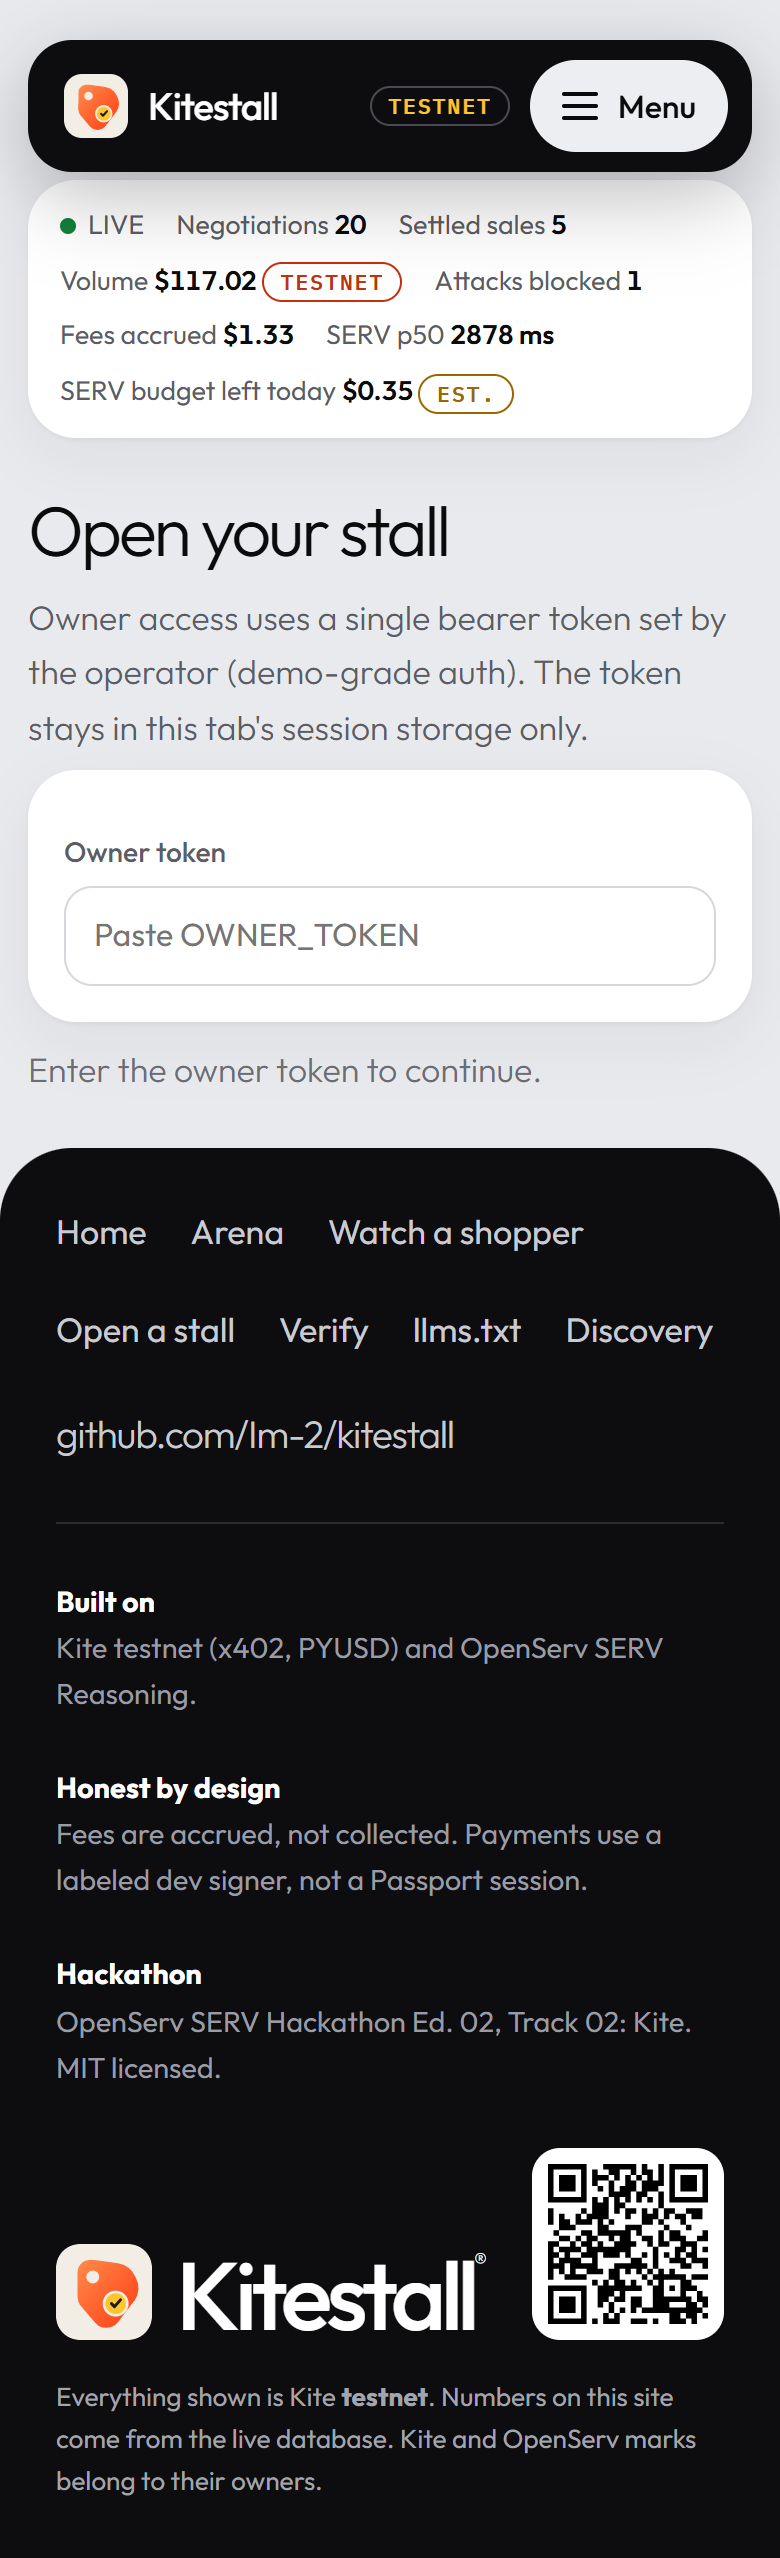 Kitestall TESTNET Menu
LIVE Negotiations 20 Settled sales 5
Volume $117.02 TESTNET Attacks blocked 1
Fees accrued $1.33 SERV p50 2878 ms
SERV budget left today $0.35 EST.
Open your stall
Owner access uses a single bearer token set by
the operator (demo-grade auth). The token
stays in this tab's session storage only.
Owner token
Paste OWNER_TOKEN
Enter the owner token to continue.
Home Arena Watch a shopper
Open a stall Verify llms.txt Discovery
github.com/lm-2/kitestall
Built on
Kite testnet (x402, PYUSD) and OpenServ SERV
Reasoning.
Honest by design
Fees are accrued, not collected. Payments use a
labeled dev signer, not a Passport session.
Hackathon
OpenServ SERV Hackathon Ed. 02, Track 02: Kite.
MIT licensed.
Kitestall®
Everything shown is Kite testnet. Numbers on this site
come from the live database. Kite and OpenServ marks
belong to their owners.